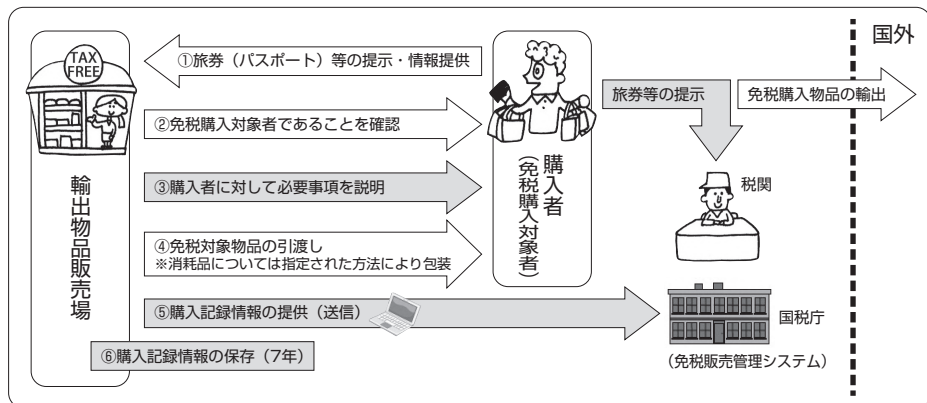 TAX
FREE
輸出物品販売場
①旅券（パスポート）等の提示・情報提供
②免税購入対象者であることを確認
③購入者に対して必要事項を説明
④免税対象物品の引渡し
※消耗品については指定された方法により包装
⑤購入記録情報の提供（送信）
⑥購入記録情報の保存（7年）
購入者
（免税購入対象者）
旅券等の提示
免税購入物品の輸出
国外
税関
国税庁
（免税販売管理システム）